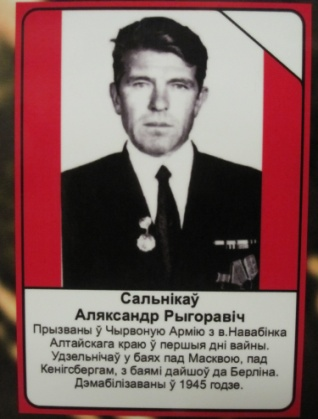 Сальнікаў
Аляксандр Рыгоравіч
Прызваны ў Чырвоную Армію з в.Навабінка
Алтайскага краю ў першыя дні вайны.
Удзельнічаў у баях пад Масквою, пад
Кенігсбергам, з баямі дайшоў да Берліна.
Дэмабілізаваны ў 1945 годзе.